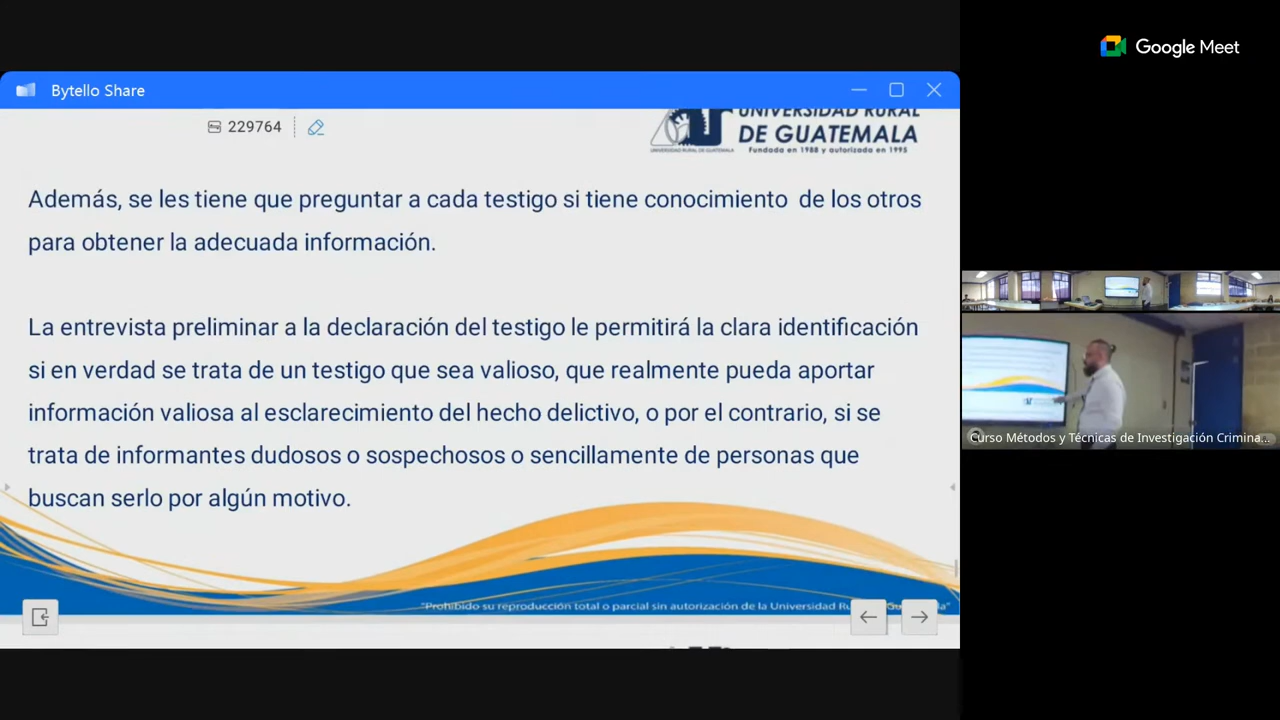 Google Meet
Bytello Share
229764
UNIVERSIDAD RURAL
DE GUATEMALA
Fundada en 1988 y autorizada en 1995
UNIVERSIDAD RURAL DE GUATEMALA
Además, se les tiene que preguntar a cada testigo si tiene conocimiento de los otros
para obtener la adecuada información.
La entrevista preliminar a la declaración del testigo le permitirá la clara identificación
si en verdad se trata de un testigo que sea valioso, que realmente pueda aportar
información valiosa al esclarecimiento del hecho delictivo, o por el contrario, si se
trata de informantes dudosos o sospechosos o sencillamente de personas que
buscan serlo por algún motivo.
"Prohibido su reproducción total o parcial sin autorización de la Universidad
Curso Métodos y Técnicas de Investigación Crimina...